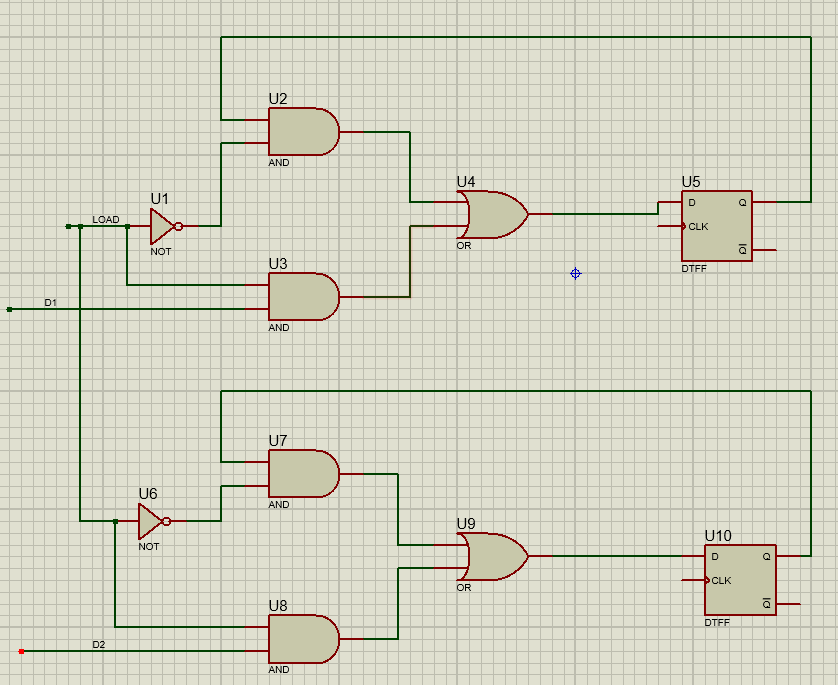 U2
AND
U1
LOAD
NOT
U4
OR
U5
D
Q
CLK
Q
DTFF
U3
AND
D1
U7
AND
U6
NOT
U9
OR
U10
D
Q
CLK
Q
DTFF
U8
AND
D2